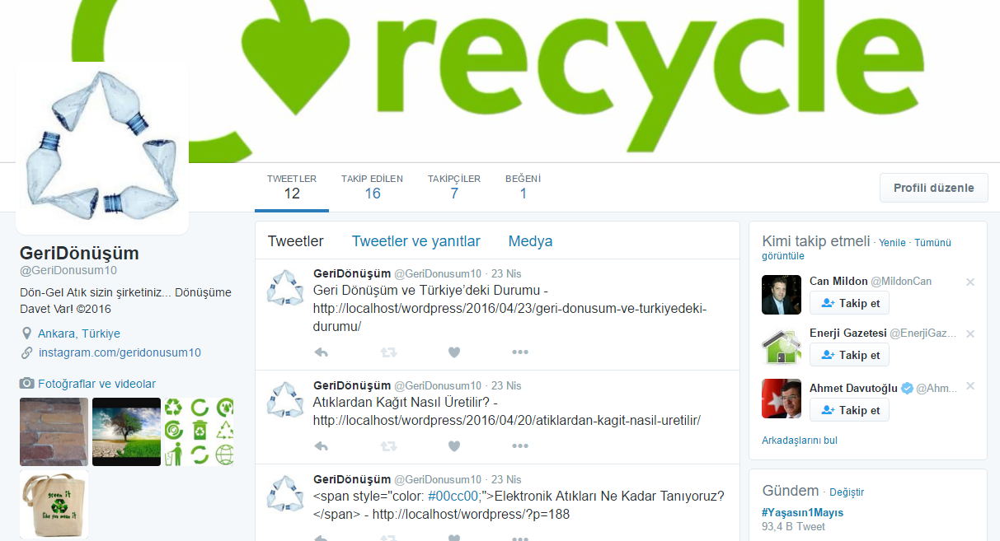 recycle
TWEETLER
TAKİP EDİLEN
TAKİPÇİLER
BEĞENİ
12
16
7
1
Profili düzenle
GeriDönüşüm
@GeriDonusum10
Dön-Gel Atık sizin şirketiniz... Dönüşüme
Davet Var! ©2016
Ankara, Türkiye
instagram.com/geridonusum10
Fotoğraflar ve videolar
green it
like you mean it
Tweetler
Tweetler ve yanıtlar
Medya
GeriDönüşüm @GeriDonusum10 · 23 Nis
Geri Dönüşüm ve Türkiye’deki Durumu -
http://localhost/wordpress/2016/04/23/geri-donusum-ve-turkiyedeki-
durumu/
GeriDönüşüm @GeriDonusum10 · 23 Nis
Atıklardan Kağıt Nasıl Üretilir? -
http://localhost/wordpress/2016/04/20/atiklardan-kagit-nasil-uretilir/
GeriDönüşüm @GeriDonusum10 · 23 Nis
<span style="color: #00cc00;">Elektronik Atıkları Ne Kadar Tanıyoruz?
</span> - http://localhost/wordpress/?p=188
Kimi takip etmeli · Yenile · Tümünü
görüntüle
Can Mildon @MildonCan
Takip et
Enerji Gazetesi @EnerjiGaz...
Takip et
Ahmet Davutoğlu @Ahm...
Takip et
Arkadaşlarını bul
Gündem · Değiştir
#Yaşasın1Mayıs
93,4 B Tweet